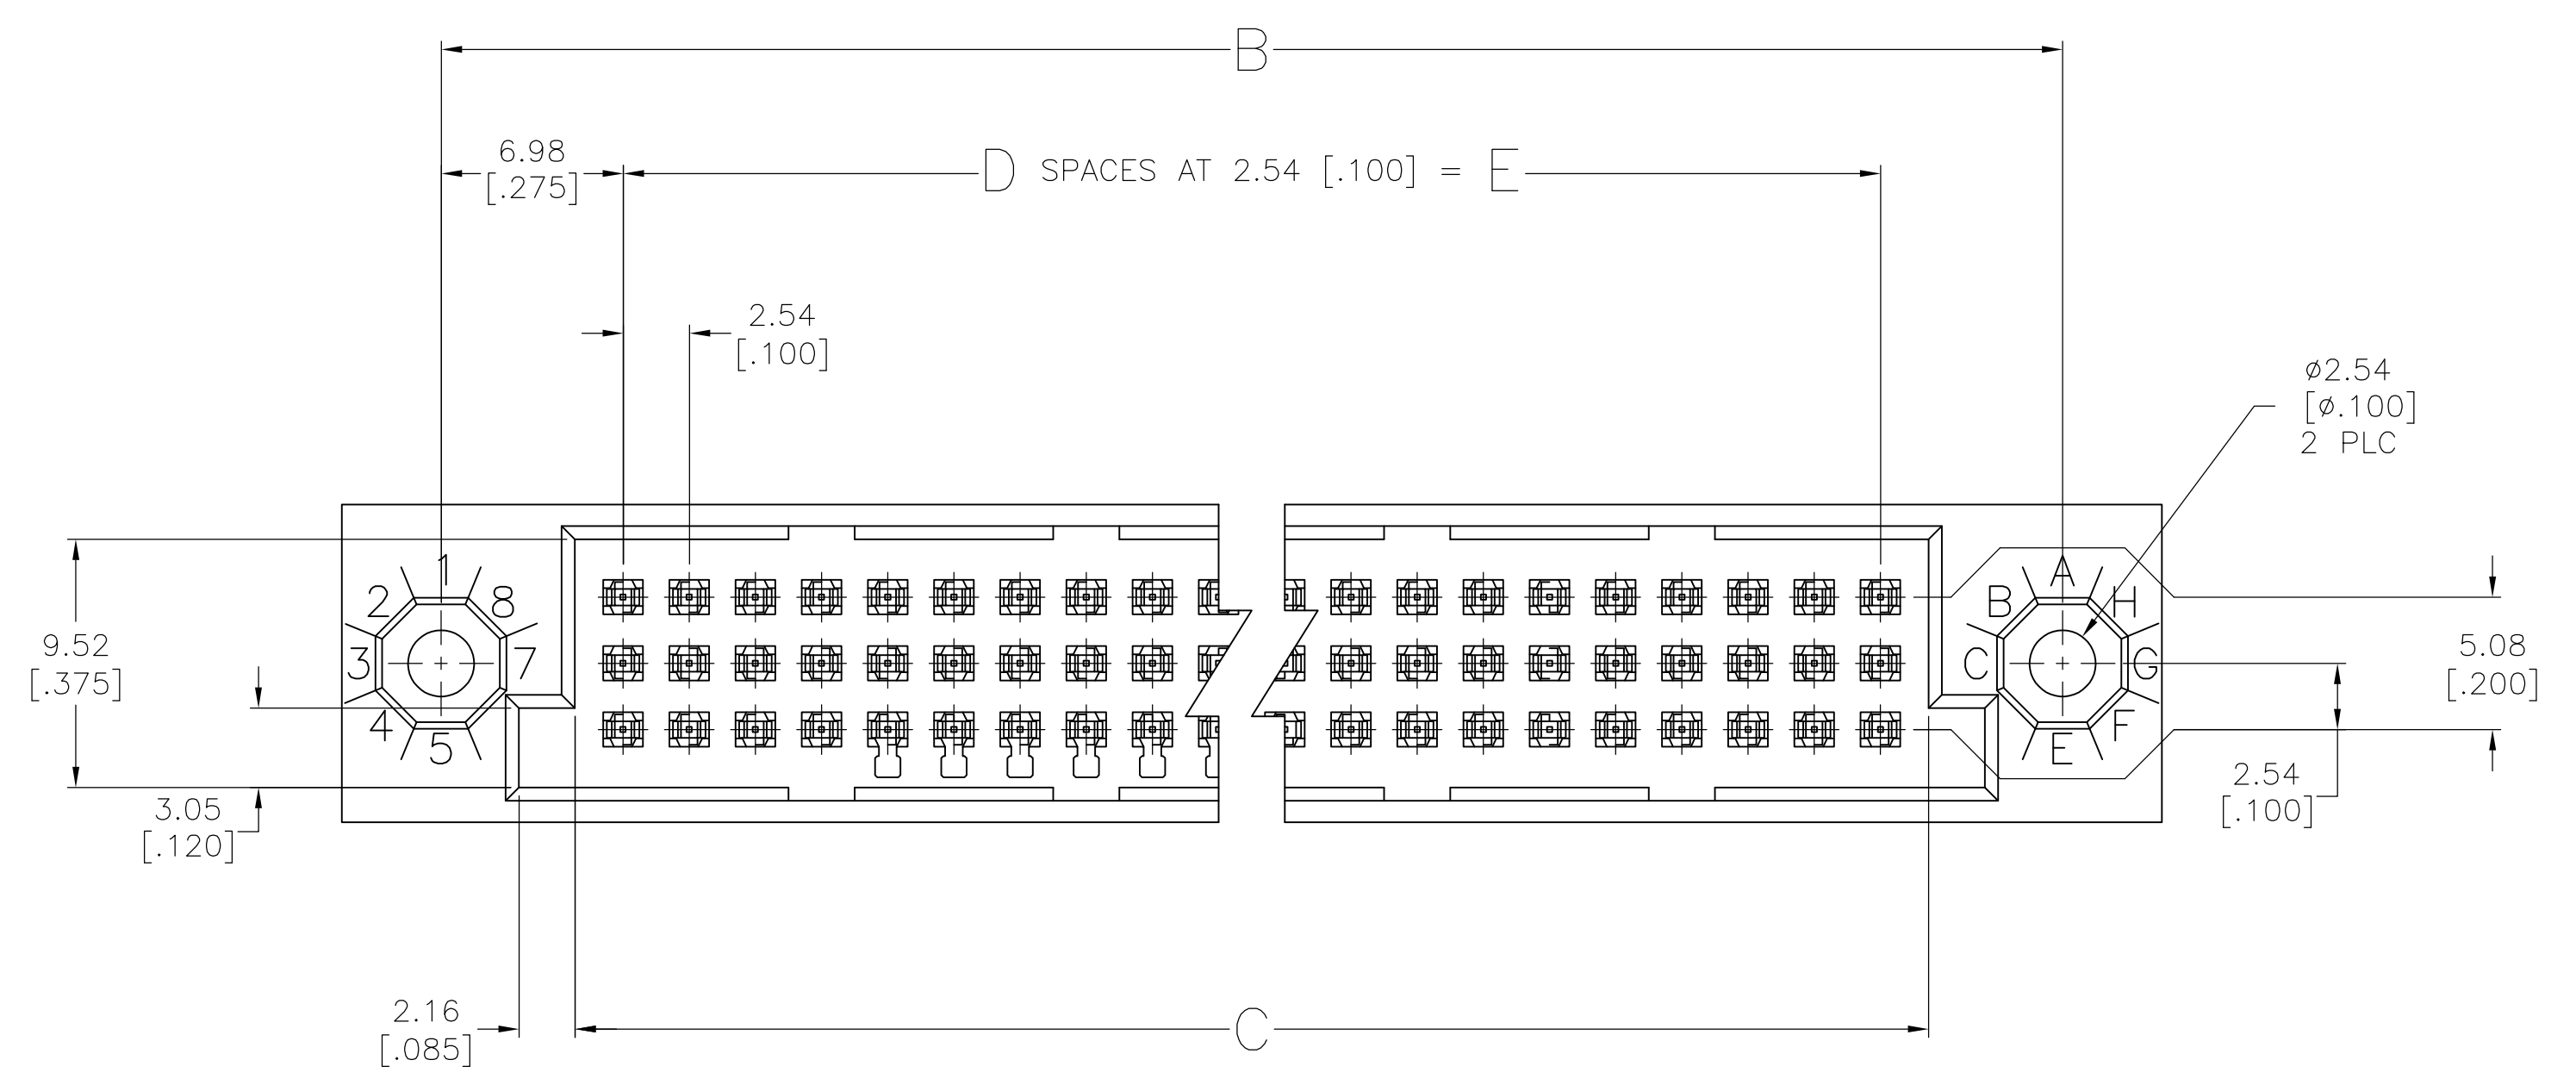 B
6.98
[.275]
D SPACES AT 2.54 [.100] = E
2.54
[.100]
ø2.54
[ø.100]
2 PLC
1
2
8
3
7
4
5
A
B
H
C
G
F
E
9.52
[.375]
5.08
[.200]
2.54
[.100]
3.05
[.120]
2.16
[.085]
C